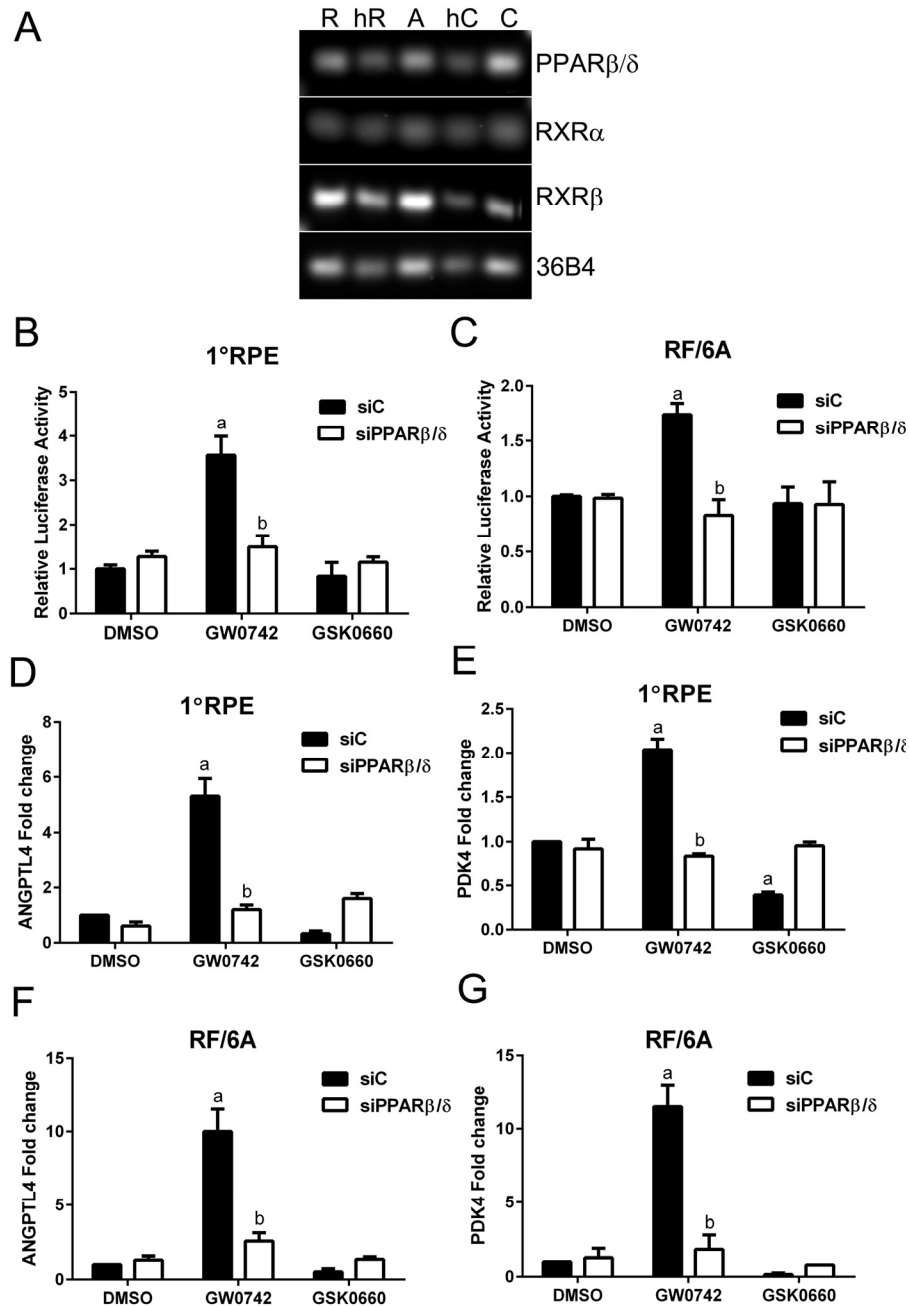 A
R hR A hC C
PPARβ/δ
RXRα
RXRβ
36B4
B
1°RPE
Relative Luciferase Activity
5
4
3
2
1
0
a
b
siC
siPPARβ/δ
DMSO GW0742 GSK0660
C
RF/6A
Relative Luciferase Activity
2.0
1.5
1.0
0.5
0.0
a
b
siC
siPPARβ/δ
DMSO GW0742 GSK0660
D
1°RPE
ANGPTL4 Fold change
8
6
4
2
0
a
b
siC
siPPARβ/δ
DMSO GW0742 GSK0660
E
1°RPE
PDK4 Fold change
2.5
2.0
1.5
1.0
0.5
0.0
a
b
a
siC
siPPARβ/δ
DMSO GW0742 GSK0660
F
RF/6A
ANGPTL4 Fold change
15
10
5
0
a
b
siC
siPPARβ/δ
DMSO GW0742 GSK0660
G
RF/6A
PDK4 Fold change
15
10
5
0
a
b
siC
siPPARβ/δ
DMSO GW0742 GSK0660